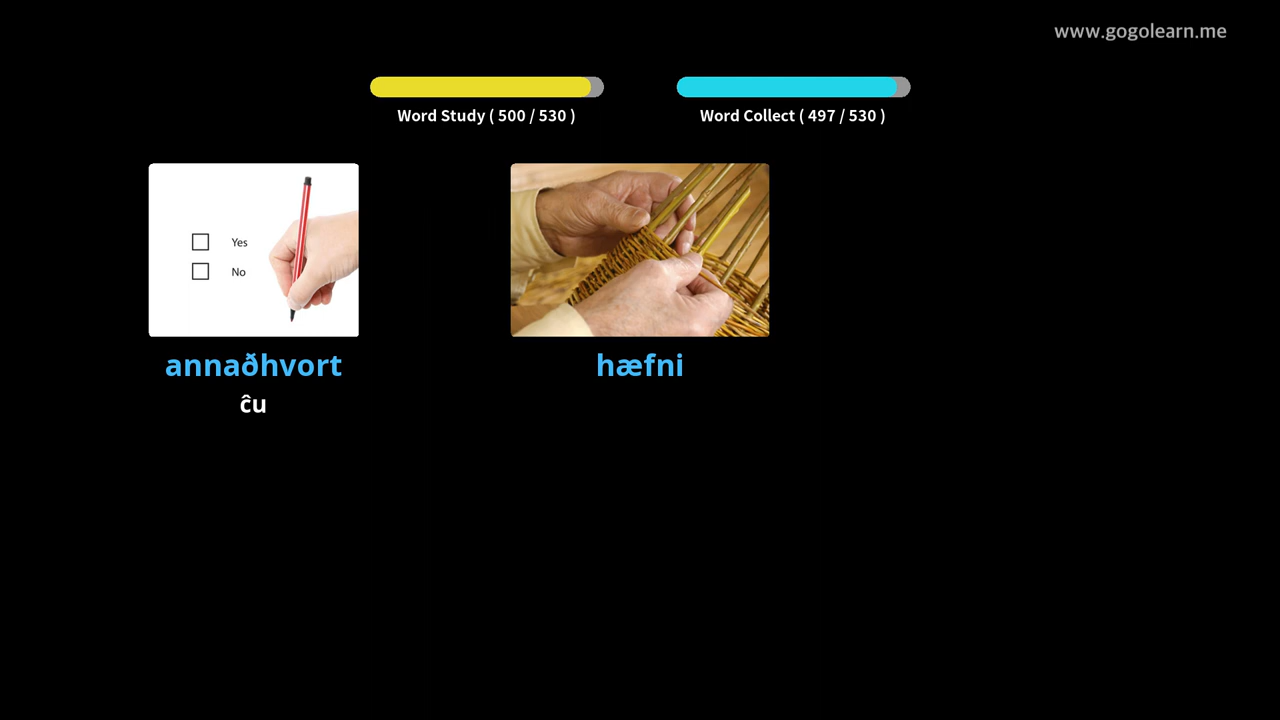 www.gogolearn.me
Word Study ( 500 / 530 )
Word Collect ( 497 / 530 )
Yes
No
annaðhvort
ĉu
hæfni